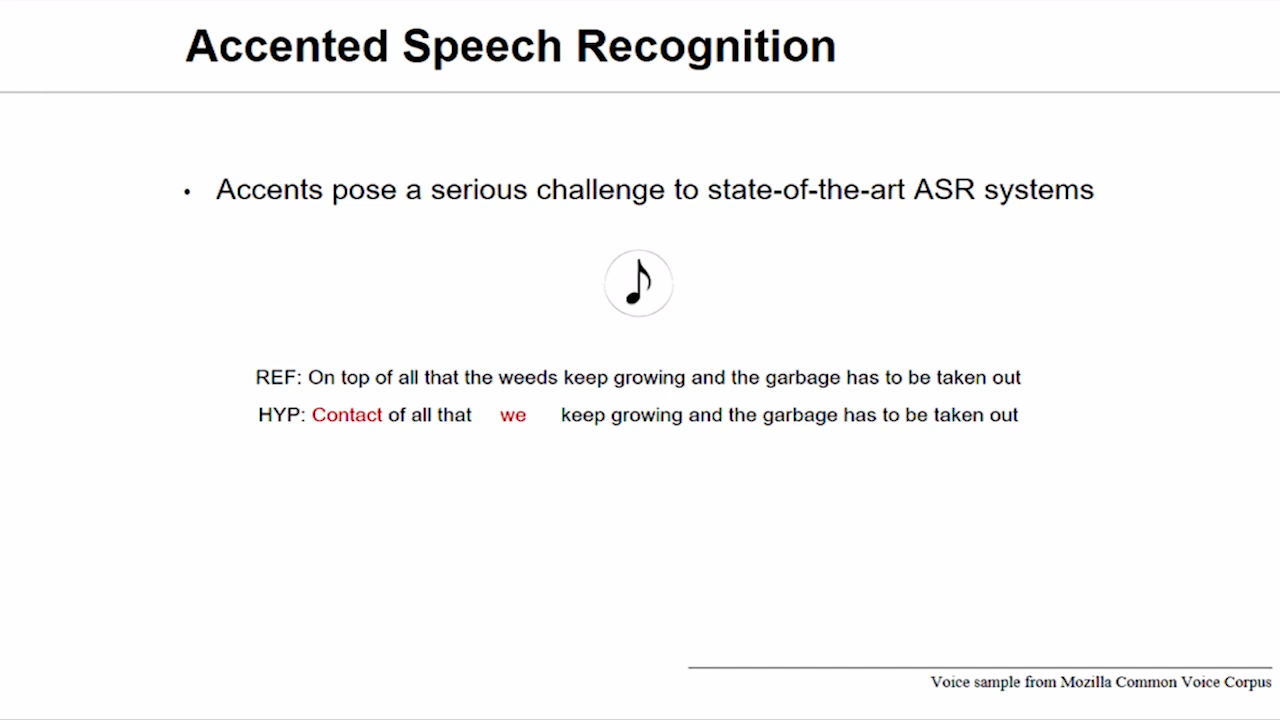 Accented Speech Recognition
• Accents pose a serious challenge to state-of-the-art ASR systems
REF: On top of all that the weeds keep growing and the garbage has to be taken out
HYP: Contact of all that we keep growing and the garbage has to be taken out
Voice sample from Mozilla Common Voice Corpus